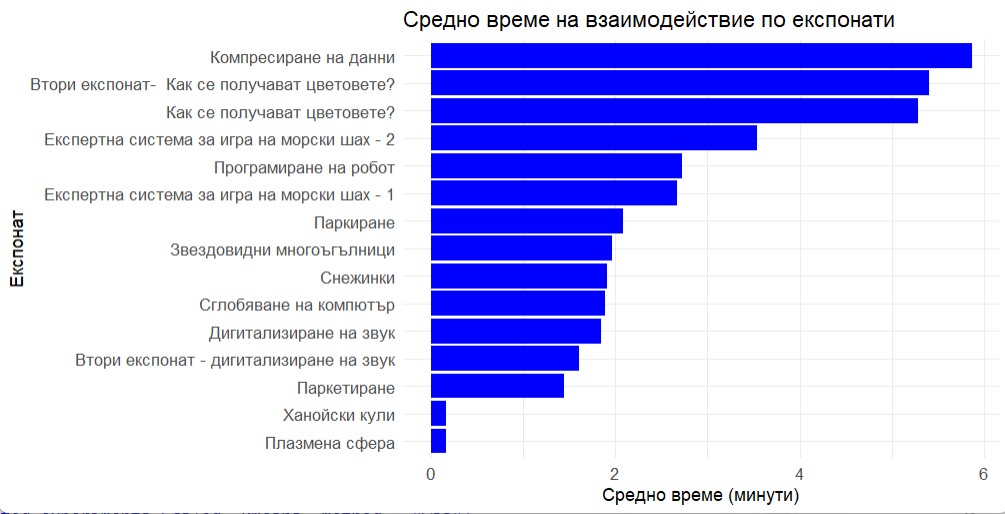 Средно време на взаимодействие по експонати
Експонат
Компресиране на данни
Втори експонат-  Как се получават цветовете?
Как се получават цветовете?
Експертна система за игра на морски шах - 2
Програмиране на робот
Експертна система за игра на морски шах - 1
Паркиране
Звездовидни многоъгълници
Снежинки
Сглобяване на компютър
Дигитализиране на звук
Втори експонат - дигитализиране на звук
Паркетиране
Ханойски кули
Плазмена сфера
0 2 4 6
Средно време (минути)